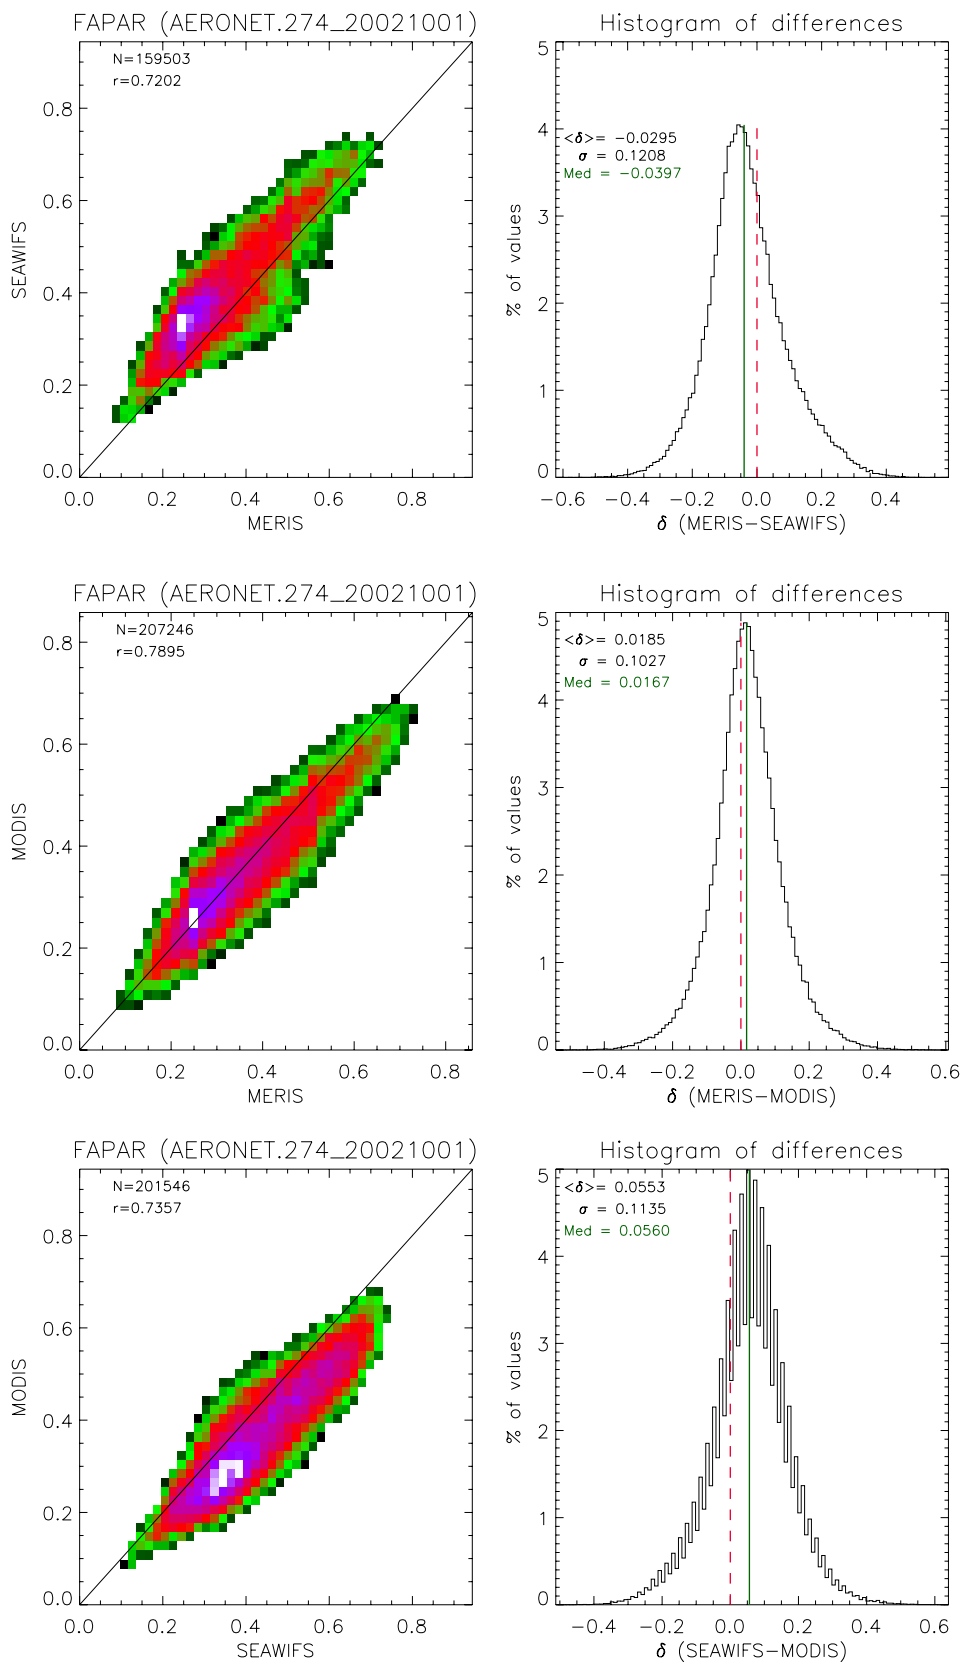 FAPAR (AERONET.274_20021001)
N=159503
r=0.7202
SEAWIFS
0.8
0.6
0.4
0.2
0.0
0.0 0.2 0.4 0.6 0.8
MERIS
Histogram of differences
<δ>= −0.0295
σ = 0.1208
Med = −0.0397
% of values
5
4
3
2
1
0
−0.6 −0.4 −0.2 0.0 0.2 0.4
δ (MERIS−SEAWIFS)
FAPAR (AERONET.274_20021001)
N=207246
r=0.7895
MODIS
0.8
0.6
0.4
0.2
0.0
0.0 0.2 0.4 0.6 0.8
MERIS
Histogram of differences
<δ>= 0.0185
σ = 0.1027
Med = 0.0167
% of values
5
4
3
2
1
0
−0.4 −0.2 0.0 0.2 0.4 0.6
δ (MERIS−MODIS)
FAPAR (AERONET.274_20021001)
N=201546
r=0.7357
MODIS
0.8
0.6
0.4
0.2
0.0
0.0 0.2 0.4 0.6 0.8
SEAWIFS
Histogram of differences
<δ>= 0.0553
σ = 0.1135
Med = 0.0560
% of values
5
4
3
2
1
0
−0.4 −0.2 0.0 0.2 0.4 0.6
δ (SEAWIFS−MODIS)